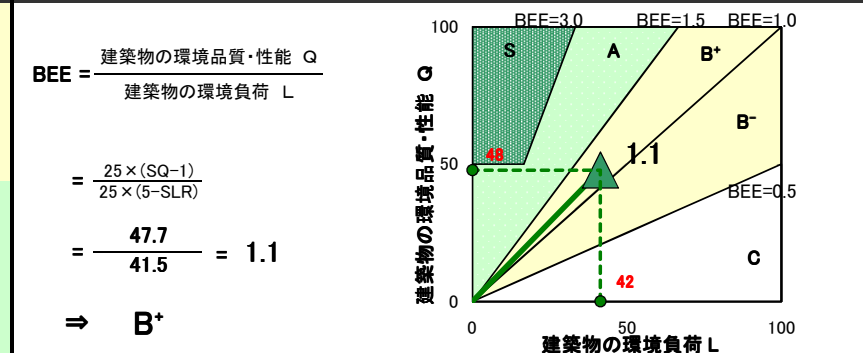 建築物の環境品質・性能 Q
BEE =
建築物の環境負荷 L
= 25×(SQ-1)
25×(5-SLR)
= 47.7
41.5
= 1.1
⇒ B⁺
BEE=3.0 BEE=1.5 BEE=1.0
100
S A B⁺
B⁻
48 1.1
50
BEE=0.5
C
42
0
0 50 100
建築物の環境品質・性能 Q
建築物の環境負荷 L